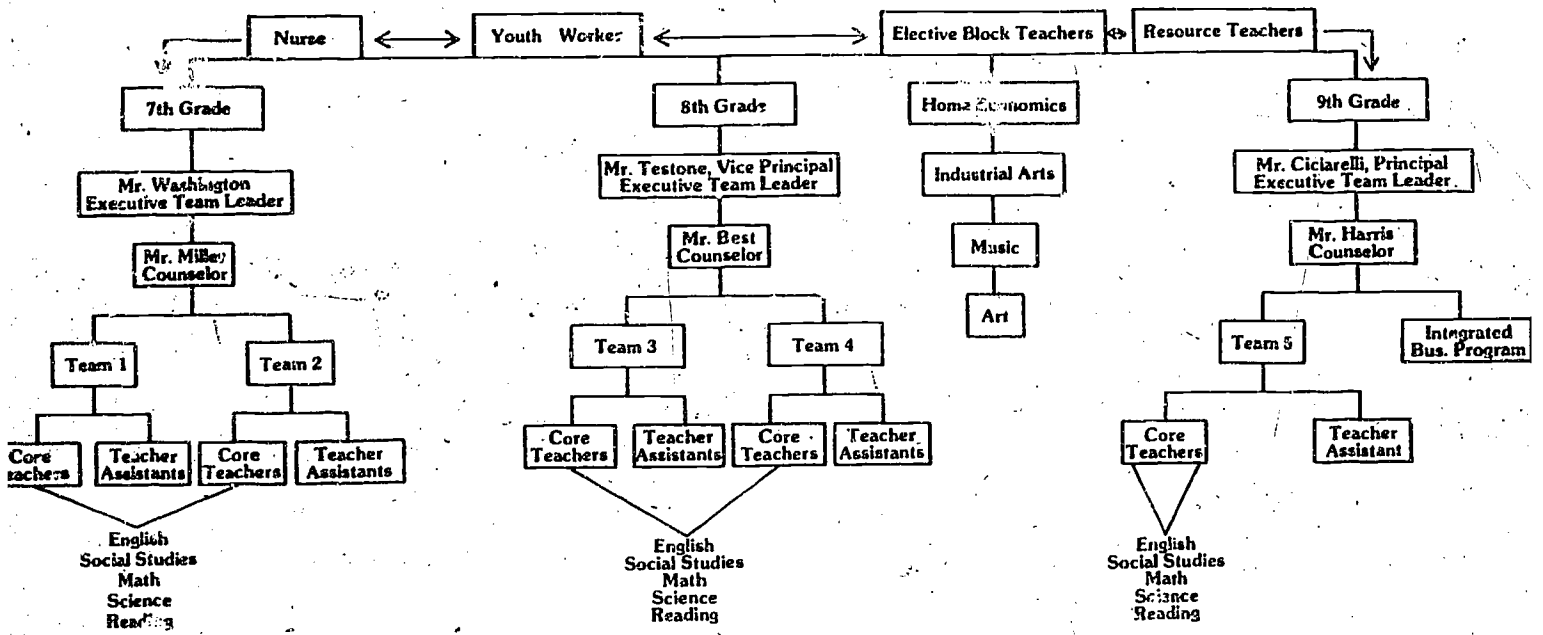 Nurse
Youth Worker
Elective Block Teachers
Resource Teachers
7th Grade
8th Grade
Home Economics
9th Grade
Mr. Washington
Executive Team Leader
Mr. Testone, Vice Principal
Executive Team Leader
Industrial Arts
Mr. Ciciarelli, Principal
Executive Team Leader
Counselor
Mr. Best
Counselor
Music
Mr. Harris
Counselor
Art
Team 1
Team 2
Team 3
Team 4
Team 5
Integrated
Bus. Program
Core
Teacher
Assistants
Core
Teachers
Teacher
Assistants
Core
Teachers
Teacher
Assistants
Core
Teachers
Teacher
Assistants
Core
Teachers
Teacher
Assistant
English
Social Studies
Math
Science
Reading
English
Social Studies
Math
Science
Reading
English
Social Studies
Math
Science
Reading